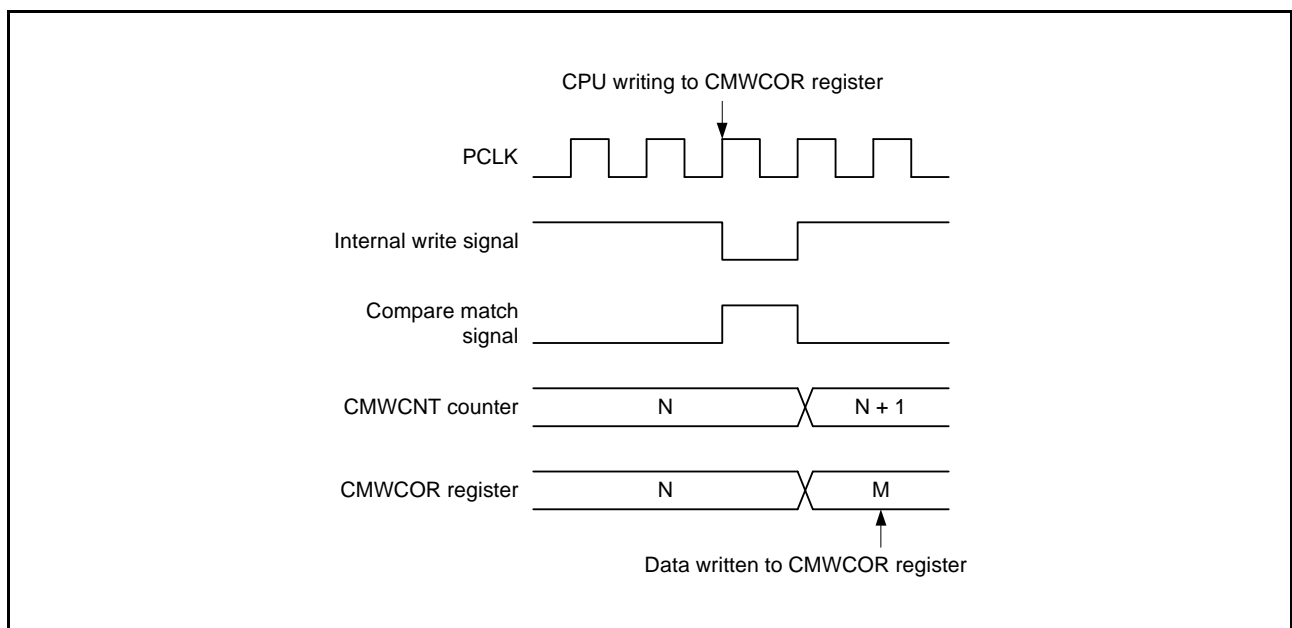 CPU writing to CMWCOR register
PCLK
Internal write signal
Compare match
signal
CMWCNT counter
N
N + 1
CMWCOR register
N
M
Data written to CMWCOR register